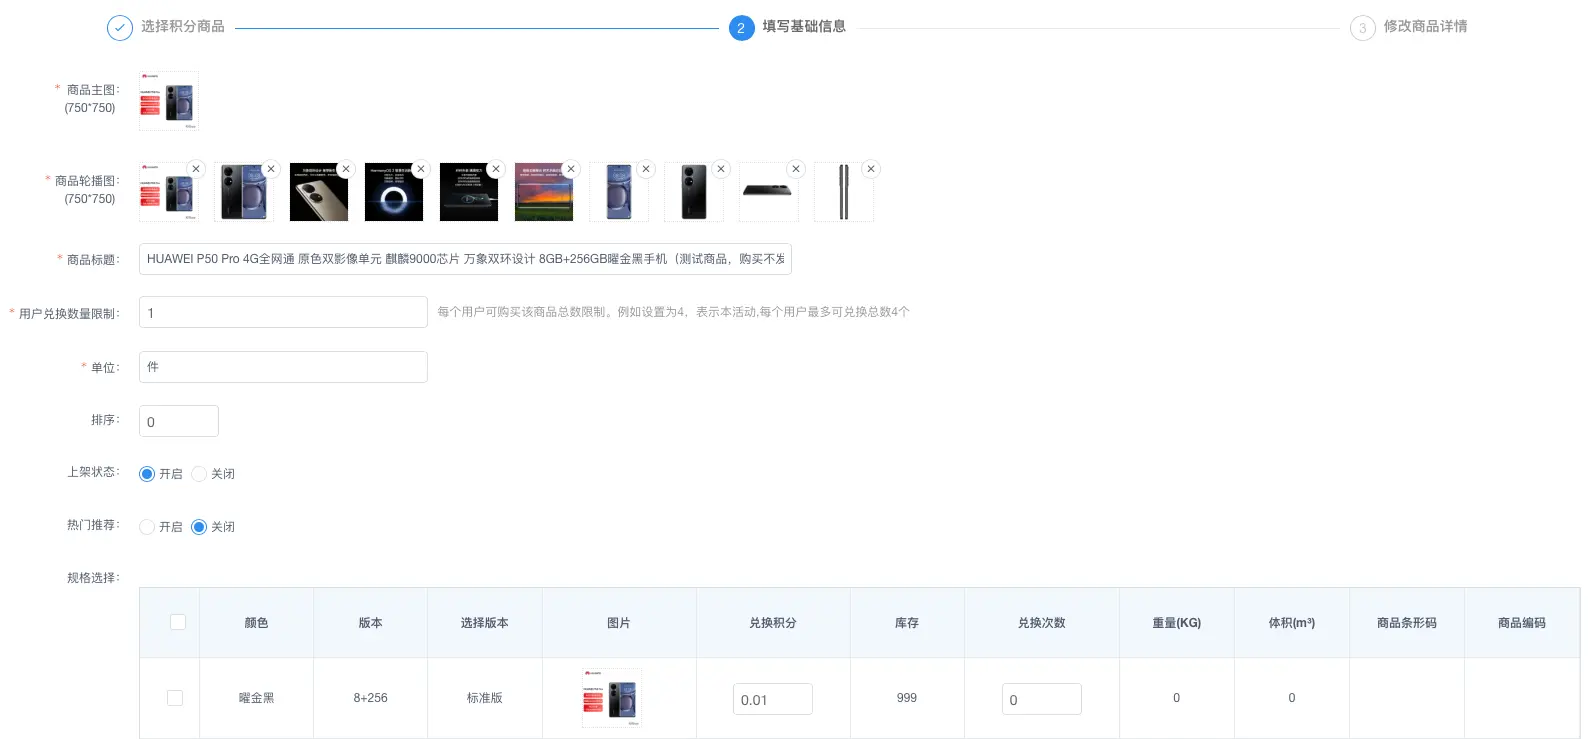 选择积分商品
2 填写基础信息
3 修改商品详情
* 商品主图:
(750*750)
* 商品轮播图:
(750*750)
* 商品标题: HUAWEI P50 Pro 4G全网通 原色双影像单元 麒麟9000芯片 万象双环设计 8GB+256GB曜金黑手机（测试商品，购买不发
* 用户兑换数量限制: 1 每个用户可购买该商品总数限制。例如设置为4，表示本活动,每个用户最多可兑换总数4个
* 单位: 件
排序: 0
上架状态: 开启 关闭
热门推荐: 开启 关闭
规格选择:
颜色 版本 选择版本 图片 兑换积分 库存 兑换次数 重量(KG) 体积(m³) 商品条形码 商品编码
曜金黑 8+256 标准版 0.01 999 0 0 0